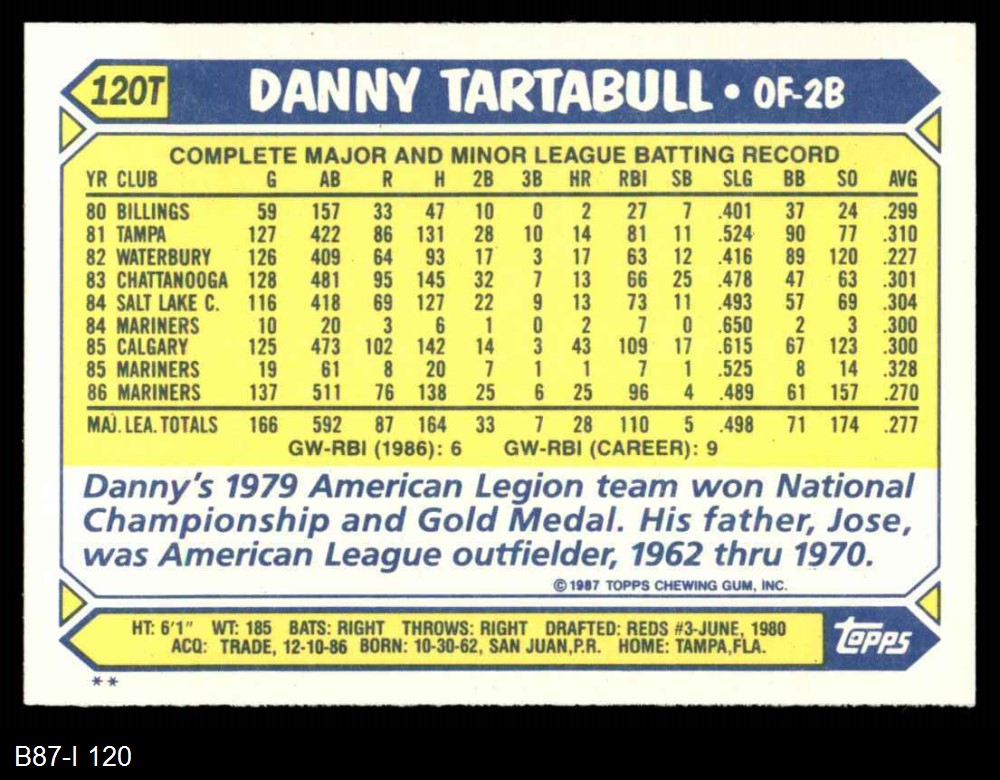 120T DANNY TARTABULL • OF-2B
COMPLETE MAJOR AND MINOR LEAGUE BATTING RECORD
YR CLUB G AB R H 2B 3B HR RBI SB SLG BB SO AVG
80 BILLINGS 59 157 33 47 10 0 2 27 7 .401 37 24 .299
81 TAMPA 127 422 86 131 28 10 14 81 11 .524 90 77 .310
82 WATERBURY 126 409 64 93 17 3 17 63 12 .416 89 120 .227
83 CHATTANOOGA 128 481 95 145 32 7 13 66 25 .478 47 63 .301
84 SALT LAKE C. 116 418 69 127 22 9 13 73 11 .493 57 69 .304
84 MARINERS 10 20 3 6 1 0 2 7 0 .650 2 3 .300
85 CALGARY 125 473 102 142 14 3 43 109 17 .615 67 123 .300
85 MARINERS 19 61 8 20 7 1 1 7 1 .525 8 14 .328
86 MARINERS 137 511 76 138 25 6 25 96 4 .489 61 157 .270
MAJ. LEA. TOTALS 166 592 87 164 33 7 28 110 5 .498 71 174 .277
GW-RBI (1986): 6 GW-RBI (CAREER): 9
Danny's 1979 American Legion team won National
Championship and Gold Medal. His father, Jose,
was American League outfielder, 1962 thru 1970.
© 1987 TOPPS CHEWING GUM, INC.
HT: 6'1" WT: 185 BATS: RIGHT THROWS: RIGHT DRAFTED: REDS #3-JUNE, 1980
ACQ: TRADE, 12-10-86 BORN: 10-30-62, SAN JUAN, P.R. HOME: TAMPA, FLA.
topps
**
B87-I 120